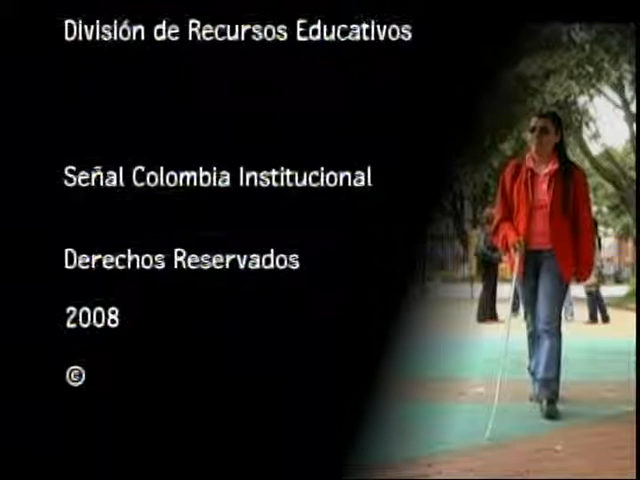 División de Recursos Educativos
Señal Colombia Institucional
Derechos Reservados
2008
©